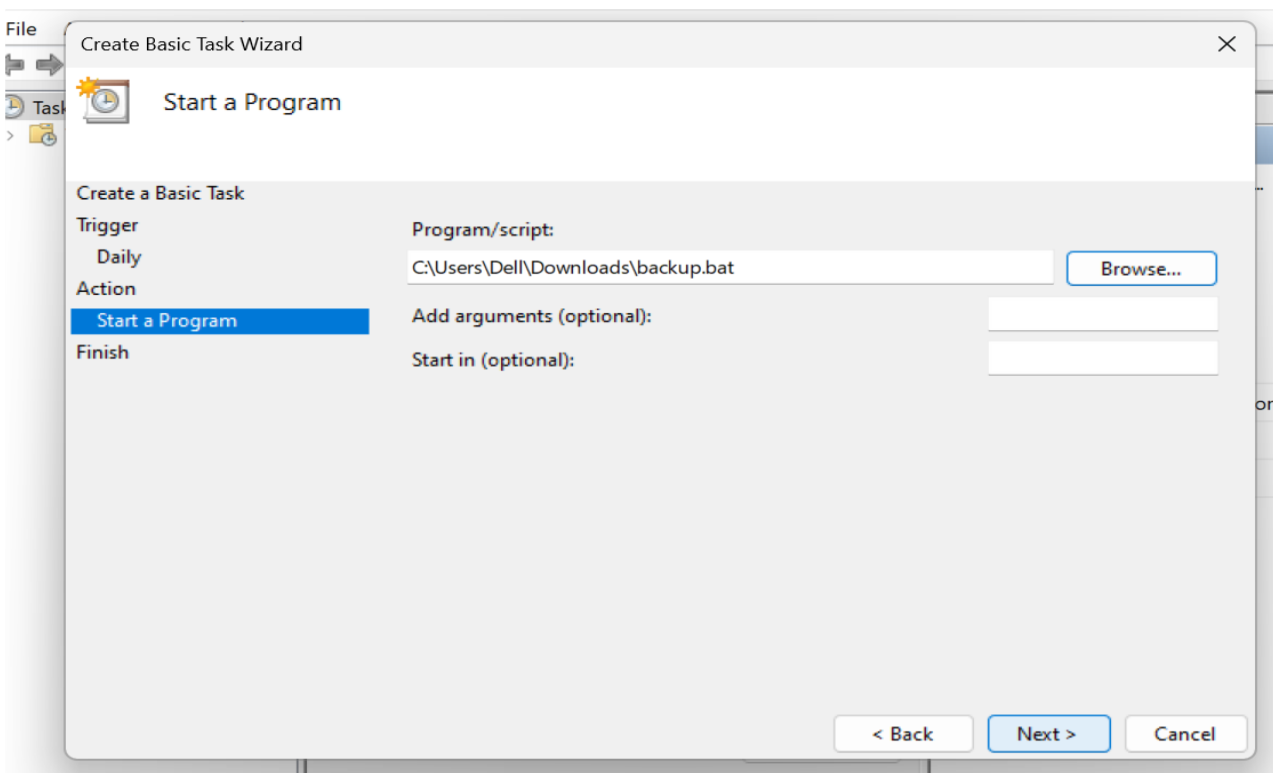 File
Create Basic Task Wizard
Task
Start a Program
Create a Basic Task
Trigger
Daily
Action
Start a Program
Finish
Program/script:
C:\Users\Dell\Downloads\backup.bat
Browse...
Add arguments (optional):
Start in (optional):
< Back
Next >
Cancel